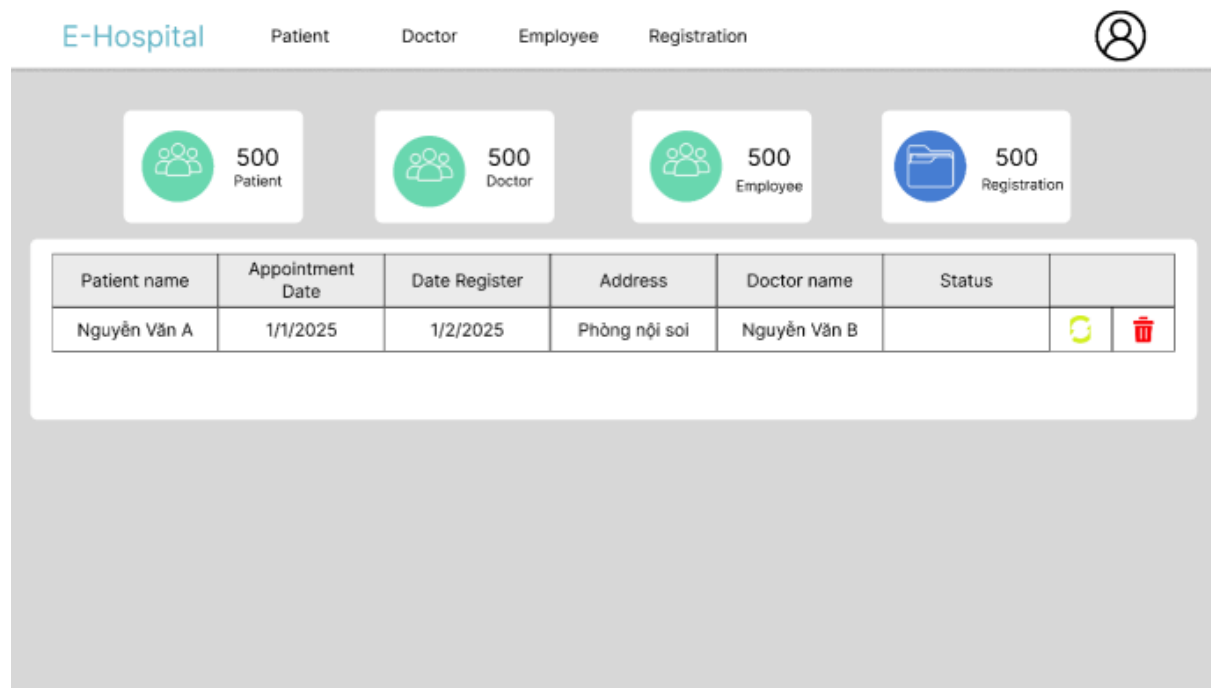 E-Hospital Patient Doctor Employee Registration
500 500 500 500
Patient Doctor Employee Registration
Patient name Appointment Date Date Register Address Doctor name Status
Nguyễn Văn A 1/1/2025 1/2/2025 Phòng nội soi Nguyễn Văn B